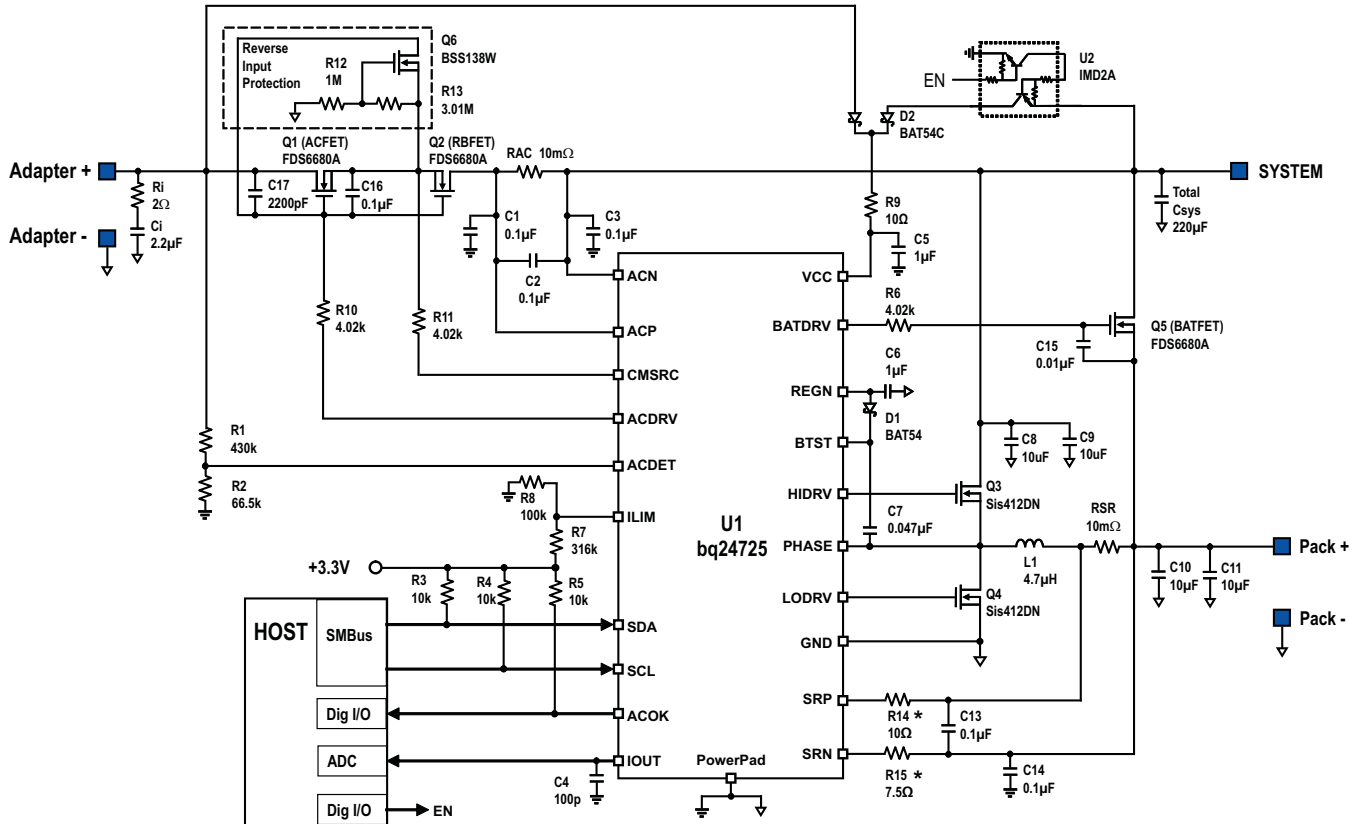 Reverse
Input
Protection
R12
1M
Q6
BSS138W
R13
3.01M
U2
IMD2A
EN
D2
BAT54C
Q1 (ACFET)
FDS6680A
Q2 (RBFET)
FDS6680A
RAC 10mΩ
Adapter +
SYSTEM
Ri
2Ω
C17
2200pF
C16
0.1µF
Adapter -
Ci
2.2µF
C1
0.1µF
C3
0.1µF
C2
0.1µF
R9
10Ω
C5
1µF
Total
Csys
220µF
R10
4.02k
R11
4.02k
ACN
ACP
CMSRC
ACDRV
ACDET
ILIM
SDA
SCL
ACOK
IOUT
U1
bq24725
PowerPad
VCC
BATDRV
REGN
BTST
HIDRV
PHASE
LODRV
GND
SRP
SRN
R6
4.02k
C15
0.01µF
Q5 (BATFET)
FDS6680A
C6
1µF
D1
BAT54
C8
10uF
C9
10uF
R1
430k
R2
66.5k
R8
100k
R7
316k
Q3
Sis412DN
C7
0.047µF
RSR
10mΩ
L1
4.7µH
Pack +
C10
10µF
C11
10µF
Q4
Sis412DN
Pack -
+3.3V
R3
10k
R4
10k
R5
10k
HOST
SMBus
Dig I/O
ADC
Dig I/O
EN
C4
100p
R14 *
10Ω
C13
0.1µF
R15 *
7.5Ω
C14
0.1µF